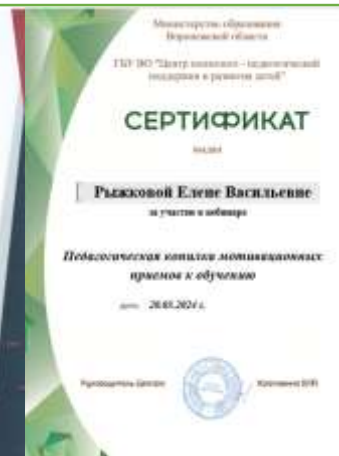 Министерство образования
Воронежской области
ГБУ ВО "Центр психолого – педагогической
поддержки и развития детей"
СЕРТИФИКАТ
выдан
Рыжковой Елене Васильевне
за участие в вебинаре
Педагогическая копилка мотивационных
приемов к обучению
дата 20.03.2024 г.
Руководитель Центра